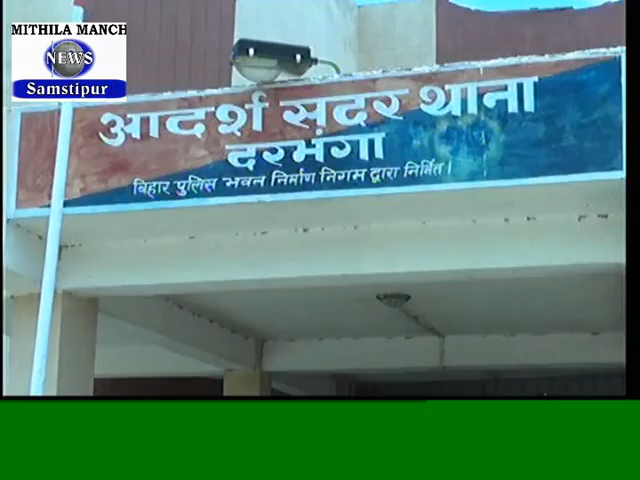 MITHILA MANCH
NEWS
Samstipur
आदर्श सदर थाना
दरभंगा
बिहार पुलिस भवन निर्माण निगम द्वारा निर्मित।